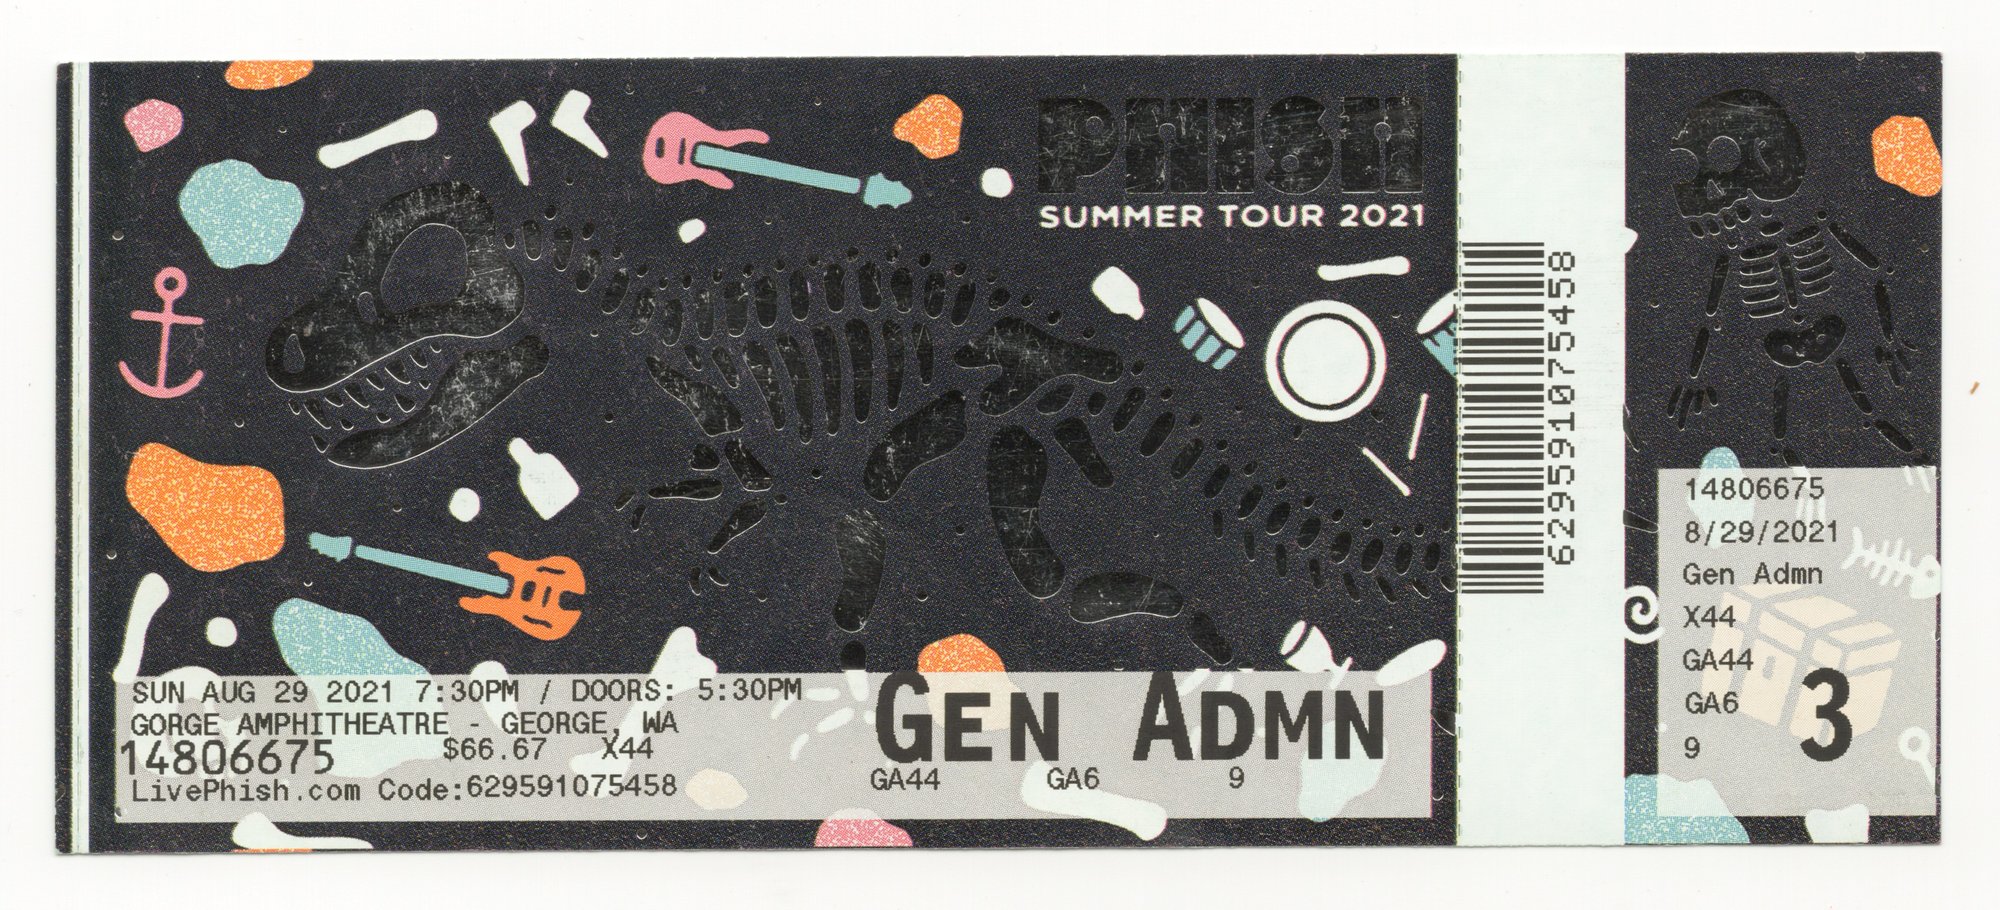 PHISH
SUMMER TOUR 2021
SUN AUG 29 2021 7:30PM / DOORS: 5:30PM
GORGE AMPHITHEATRE - GEORGE, WA
14806675 $66.67 X44
LivePhish.com Code:629591075458
GEN ADMN
GA44 GA6 9
629591075458
14806675
8/29/2021
Gen Admn
X44
GA44
GA6
9
3